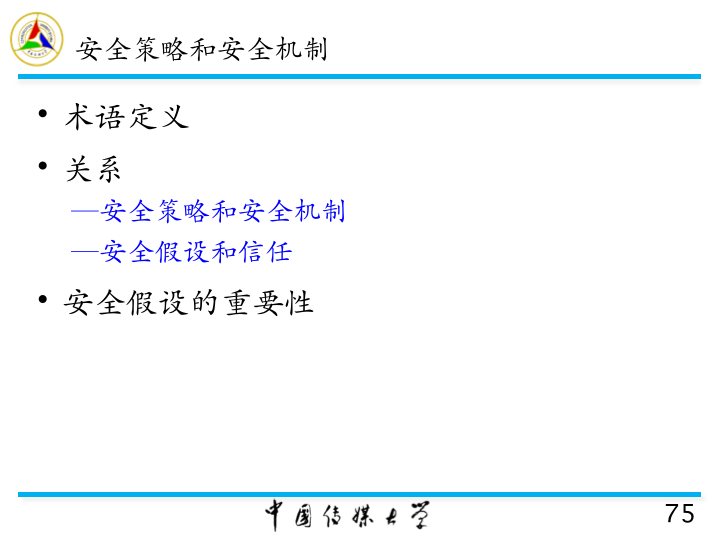 安全策略和安全机制
• 术语定义
• 关系
—安全策略和安全机制
—安全假设和信任
• 安全假设的重要性
中国传媒大学
75